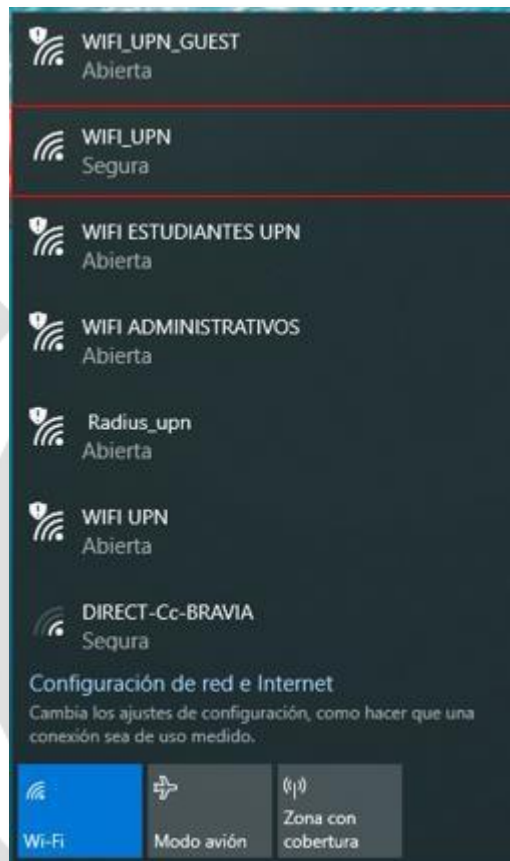 WIFI_UPN_GUEST
Abierta
WIFI_UPN
Segura
WIFI ESTUDIANTES UPN
Abierta
WIFI ADMINISTRATIVOS
Abierta
Radius_upn
Abierta
WIFI UPN
Abierta
DIRECT-Cc-BRAVIA
Segura
Configuración de red e Internet
Cambia los ajustes de configuración, como hacer que una
conexión sea de uso medido.
Wi-Fi
Modo avión
Zona con
cobertura